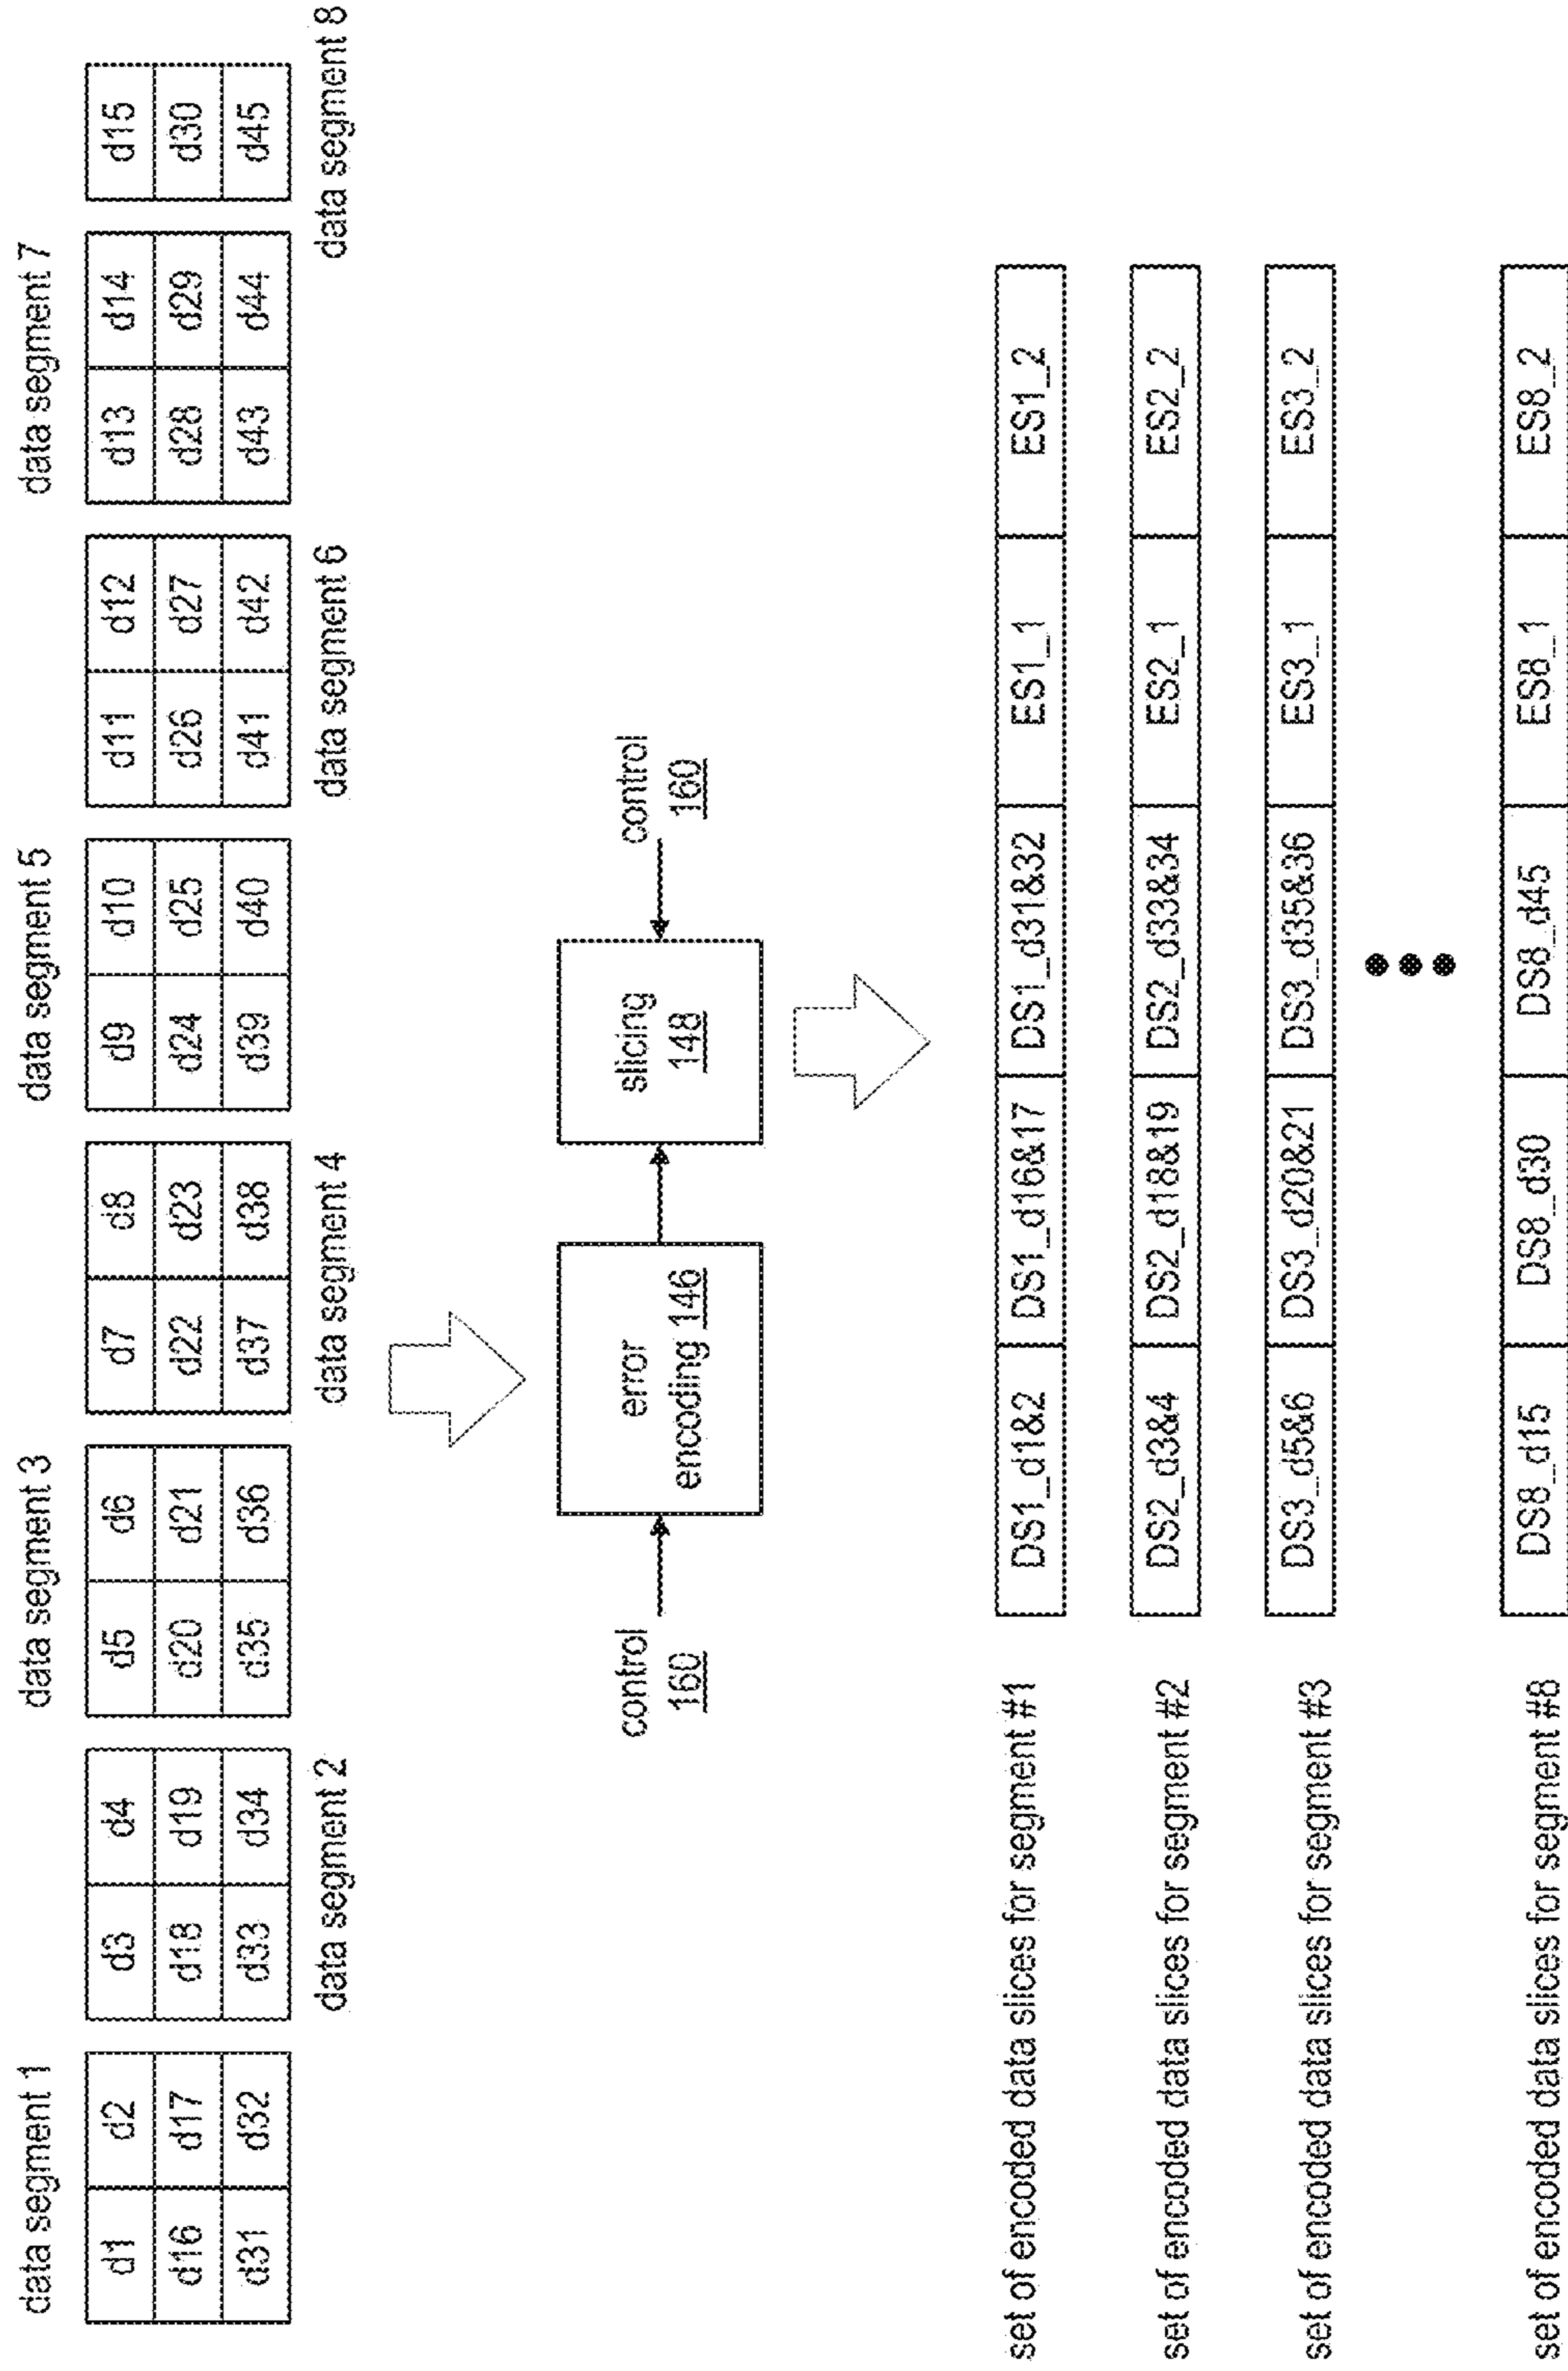 data segment 1
data segment 3
data segment 5
data segment 7
d1 d2 d3 d4 d5 d6 d7 d8 d9 d10 d11 d12 d13 d14 d15
d16 d17 d18 d19 d20 d21 d22 d23 d24 d25 d26 d27 d28 d29 d30
d31 d32 d33 d34 d35 d36 d37 d38 d39 d40 d41 d42 d43 d44 d45
data segment 2
data segment 4
data segment 6
data segment 8
control
160
error
encoding 146
slicing
148
control
160
set of encoded data slices for segment #1
DS1_d1&2 DS1_d16&17 DS1_d31&32 ES1_1 ES1_2
set of encoded data slices for segment #2
DS2_d3&4 DS2_d18&19 DS2_d33&34 ES2_1 ES2_2
set of encoded data slices for segment #3
DS3_d5&6 DS3_d20&21 DS3_d35&36 ES3_1 ES3_2
set of encoded data slices for segment #8
DS8_d15 DS8_d30 DS8_d45 ES8_1 ES8_2